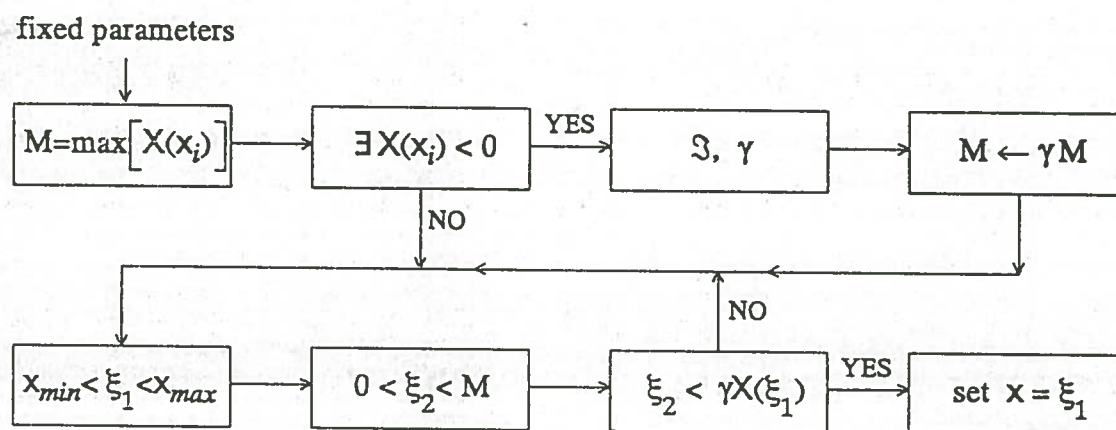 fixed parameters
M=max[X(x_i)]
∃ X(x_i) < 0
YES
ℑ, γ
M ← γ M
NO
NO
x_min < ξ_1 < x_max
0 < ξ_2 < M
ξ_2 < γX(ξ_1)
YES
set x = ξ_1